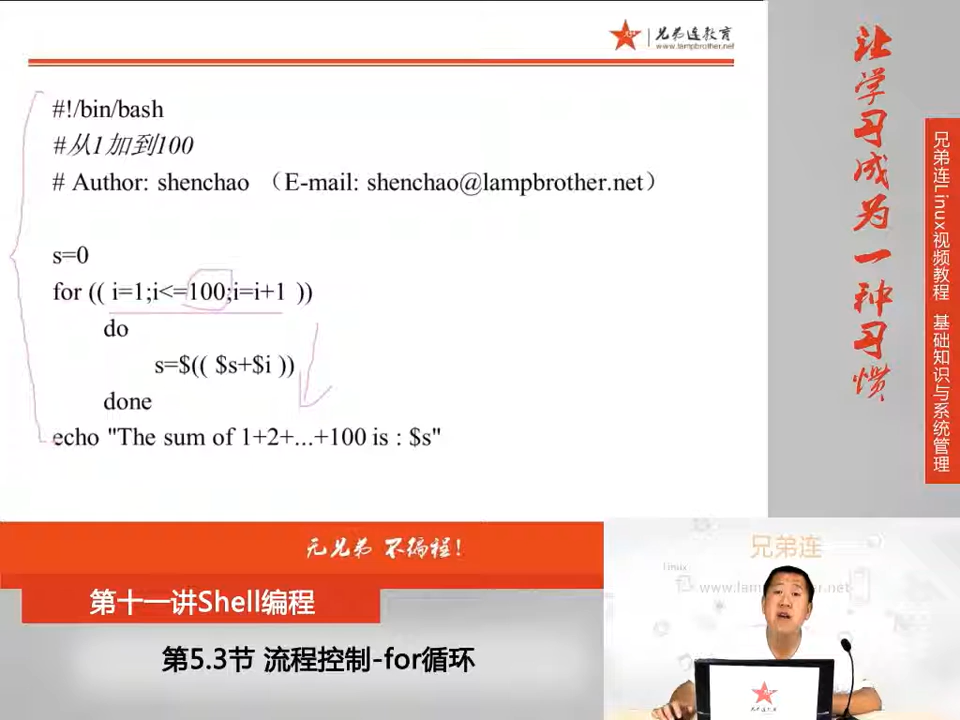 兄弟连教育
www.lampbrother.net
#!/bin/bash
#从1加到100
# Author: shenchao （E-mail: shenchao@lampbrother.net）
s=0
for (( i=1;i<=100;i=i+1 ))
do
s=$(( $s+$i ))
done
echo "The sum of 1+2+...+100 is : $s"
让学习成为一种习惯
兄弟连Linux视频教程 基础知识与系统管理
无兄弟 不编程!
第十一讲Shell编程
第5.3节 流程控制-for循环
兄弟连
Linux